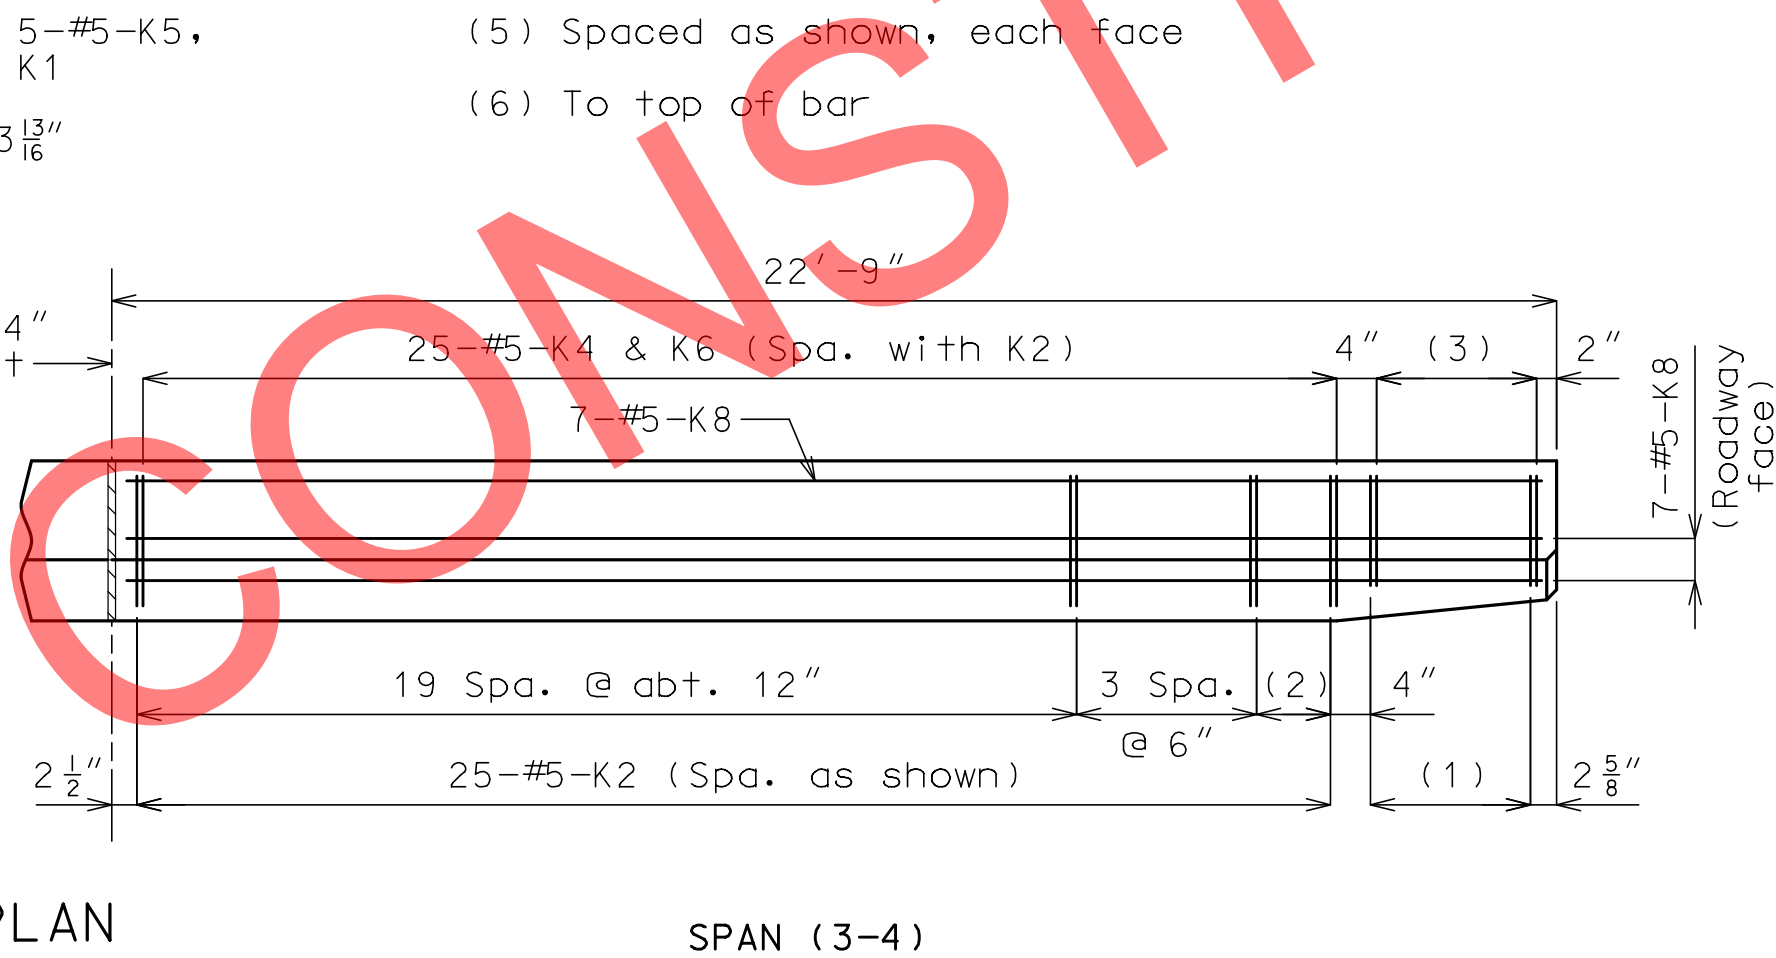 5-#5-K5,
K1
3 13/16"
(5) Spaced as shown, each face
(6) To top of bar
22'-9"
4"
25-#5-K4 & K6 (Spa. with K2)
4"
(3)
2"
7-#5-K8
7-#5-K8
(Roadway
face)
19 Spa. @ abt. 12"
3 Spa.
@ 6"
(2)
4"
2 1/2"
25-#5-K2 (Spa. as shown)
(1)
2 5/8"
PLAN
SPAN (3-4)
CONST